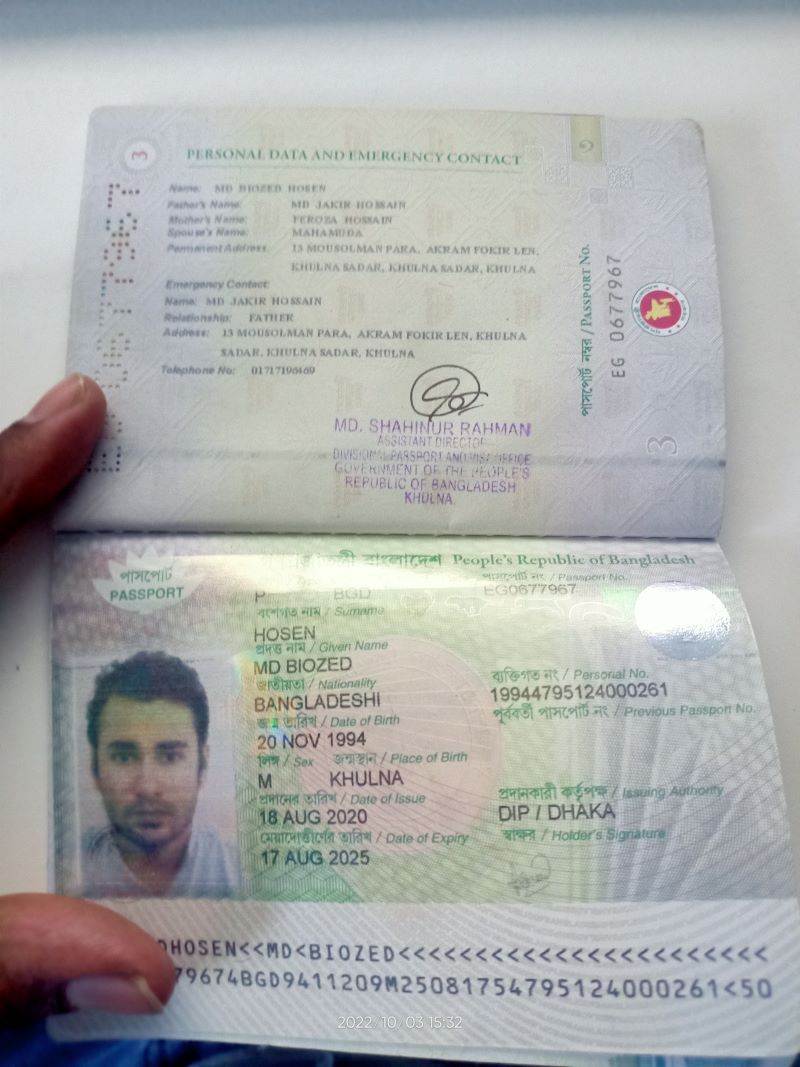 3
PERSONAL DATA AND EMERGENCY CONTACT
Name: MD BIOZED HOSEN
Father's Name: MD JAKIR HOSSAIN
Mother's Name: FEROZA HOSSAIN
Spouse's Name: MAHAMUDA
Permanent Address: 13 MOUSOLMAN PARA, AKRAM FOKIR LEN,
KHULNA SADAR, KHULNA SADAR, KHULNA
Emergency Contact:
Name: MD JAKIR HOSSAIN
Relationship: FATHER
Address: 13 MOUSOLMAN PARA, AKRAM FOKIR LEN, KHULNA
SADAR, KHULNA SADAR, KHULNA
Telephone No:
MD. SHAHINUR RAHMAN
ASSISTANT DIRECTOR
DIVISIONAL PASSPORT AND VISA OFFICE
GOVERNMENT OF THE PEOPLE'S
REPUBLIC OF BANGLADESH
KHULNA.
পাসপোর্ট নম্বর / PASSPORT NO.
EG 0677967
3
বাংলাদেশ People's Republic of Bangladesh
পাসপোর্ট
PASSPORT
পাসপোর্ট নং / Passport No.
P BGD EG0677967
বংশগত নাম / Surname
HOSEN
প্রদত্ত নাম / Given Name
MD BIOZED
জাতীয়তা / Nationality
BANGLADESHI
জন্ম তারিখ / Date of Birth
20 NOV 1994
লিঙ্গ / Sex জন্মস্থান / Place of Birth
M KHULNA
প্রদানের তারিখ / Date of Issue
18 AUG 2020
মেয়াদোত্তীর্ণের তারিখ / Date of Expiry
17 AUG 2025
ব্যক্তিগত নং / Personal No.
19944795124000261
পূর্ববর্তী পাসপোর্ট নং / Previous Passport No.
প্রদানকারী কর্তৃপক্ষ / Issuing Authority
DIP / DHAKA
স্বাক্ষর / Holder's Signature
DHOSEN<<MD<BIOZED<<<<<<<<<<<<<<<<<<<<<<<
79674BGD9411209M25081754795124000261<50
2022/10/03 15:32